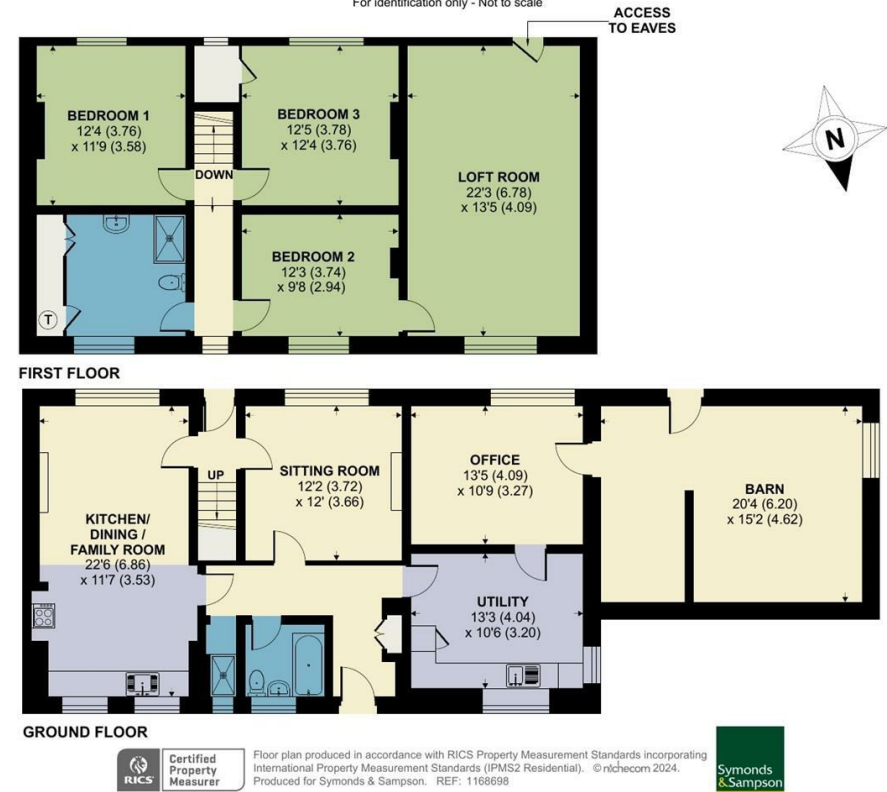 For identification only - Not to scale
ACCESS
TO EAVES
BEDROOM 1
12'4 (3.76)
x 11'9 (3.58)
BEDROOM 3
12'5 (3.78)
x 12'4 (3.76)
LOFT ROOM
22'3 (6.78)
x 13'5 (4.09)
N
DOWN
BEDROOM 2
12'3 (3.74)
x 9'8 (2.94)
T
FIRST FLOOR
UP
SITTING ROOM
12'2 (3.72)
x 12' (3.66)
OFFICE
13'5 (4.09)
x 10'9 (3.27)
BARN
20'4 (6.20)
x 15'2 (4.62)
KITCHEN/
DINING /
FAMILY ROOM
22'6 (6.86)
x 11'7 (3.53)
UTILITY
13'3 (4.04)
x 10'6 (3.20)
GROUND FLOOR
RICS
Certified
Property
Measurer
Floor plan produced in accordance with RICS Property Measurement Standards incorporating
International Property Measurement Standards (IPMS2 Residential). © nichecom 2024.
Produced for Symonds & Sampson. REF: 1168698
Symonds
&Sampson